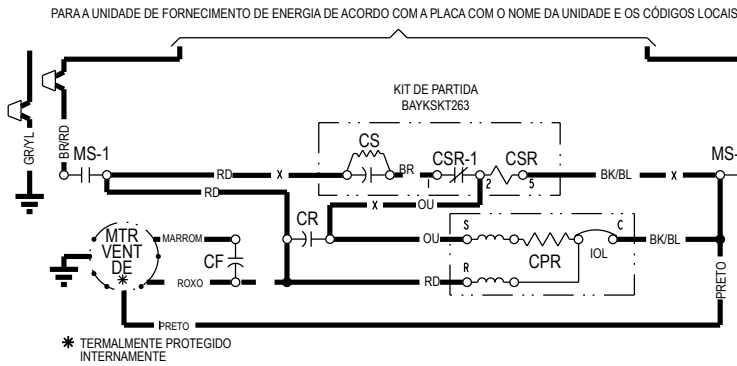 PARA A UNIDADE DE FORNECIMENTO DE ENERGIA DE ACORDO COM A PLACA COM O NOME DA UNIDADE E OS CÓDIGOS LOCAIS
KIT DE PARTIDA
BAYKSKT263
GR/YL
BR/RD
MS-1
CS
BR
CSR-1
CSR
1
2
5
MS-
RD
X
BK/BL
X
RD
X
OU
CR
MTR
VENT
DE
*
MARROM
CF
ROXO
OU
S
CPR
IOL
C
BK/BL
RD
R
PRETO
PRETO
* TERMALMENTE PROTEGIDO
INTERNAMENTE